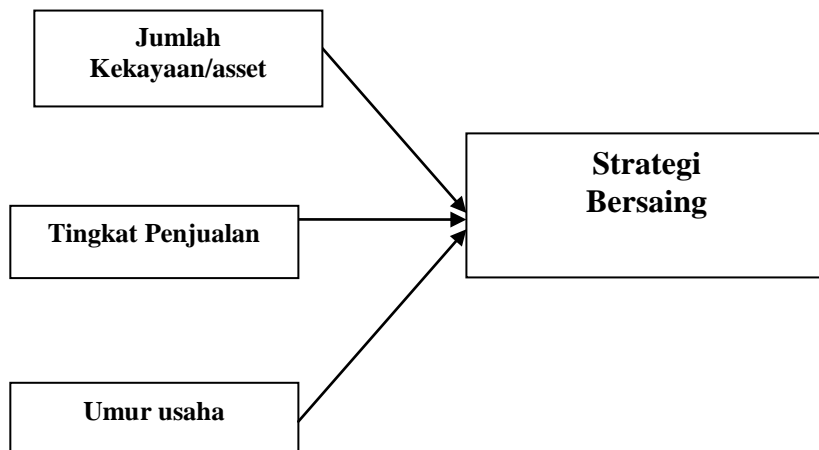 Jumlah
Kekayaan/asset
Strategi
Bersaing
Tingkat Penjualan
Umur usaha